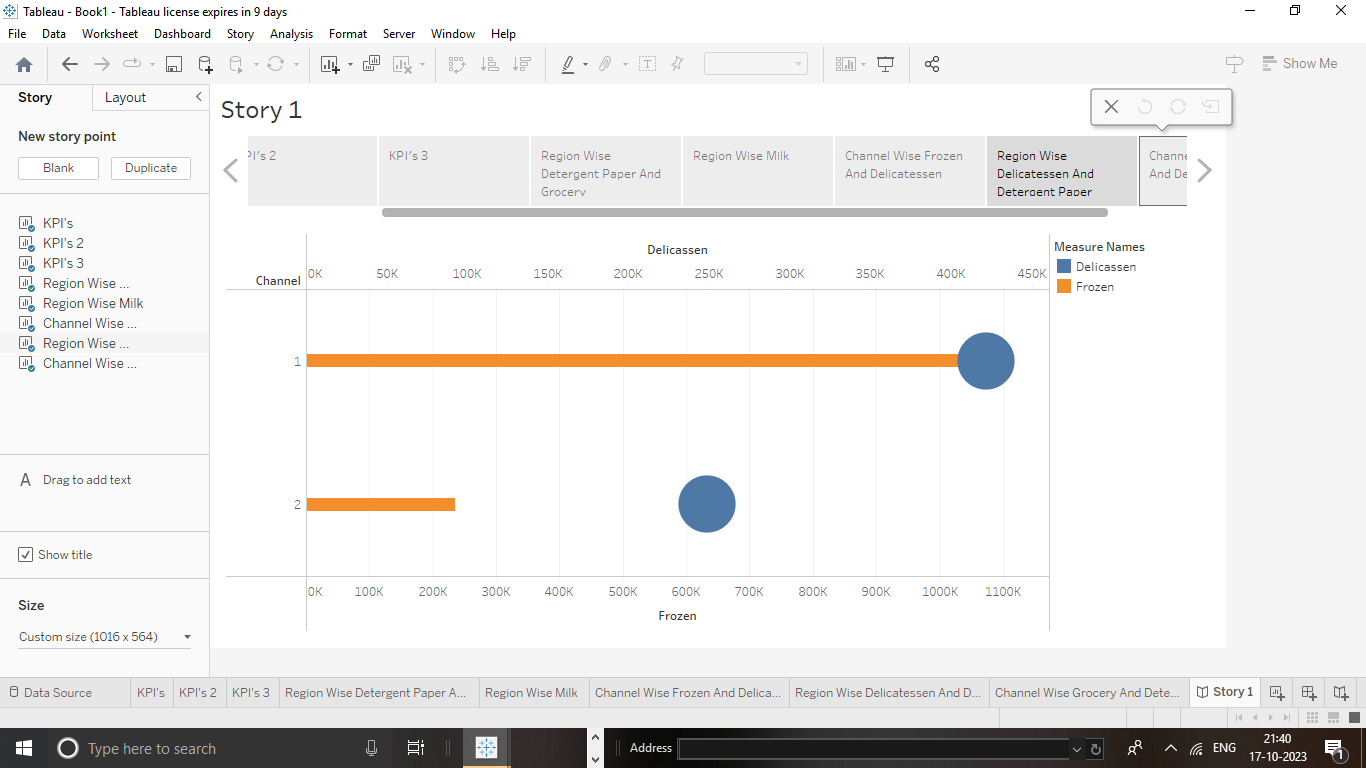 Tableau - Book1 - Tableau license expires in 9 days
File Data Worksheet Dashboard Story Analysis Format Server Window Help
Show Me
Story Layout
New story point
Blank Duplicate
KPI's
KPI's 2
KPI's 3
Region Wise ...
Region Wise Milk
Channel Wise ...
Region Wise ...
Channel Wise ...
A Drag to add text
Show title
Size
Custom size (1016 x 564)
Story 1
PI's 2
KPI's 3
Region Wise
Detergent Paper And
Grocery
Region Wise Milk
Channel Wise Frozen
And Delicatessen
Region Wise
Delicatessen And
Detergent Paper
Channe
And De
Delicassen
0K 50K 100K 150K 200K 250K 300K 350K 400K 450K
Channel
1
2
0K 100K 200K 300K 400K 500K 600K 700K 800K 900K 1000K 1100K
Frozen
Measure Names
Delicassen
Frozen
Data Source KPI's KPI's 2 KPI's 3 Region Wise Detergent Paper A... Region Wise Milk Channel Wise Frozen And Delica... Region Wise Delicatessen And D... Channel Wise Grocery And Dete... Story 1
Type here to search
Address
ENG
21:40
17-10-2023
1